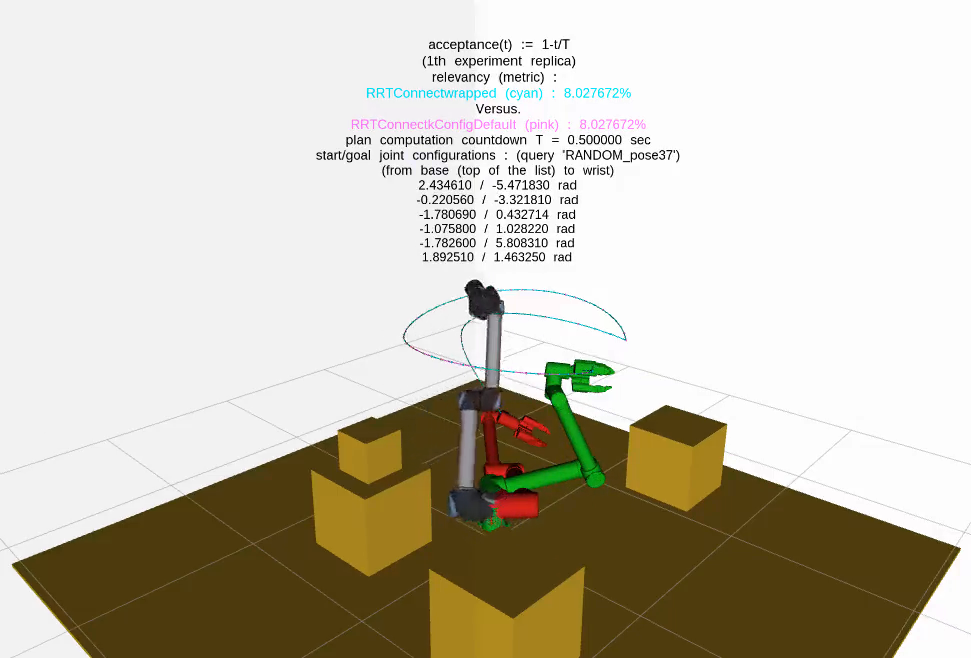 acceptance(t) := 1-t/T
(1th experiment replica)
relevancy (metric) :
RRTConnectwrapped (cyan) : 8.027672%
Versus.
RRTConnectkConfigDefault (pink) : 8.027672%
plan computation countdown T = 0.500000 sec
start/goal joint configurations : (query 'RANDOM_pose37')
(from base (top of the list) to wrist)
2.434610 / -5.471830 rad
-0.220560 / -3.321810 rad
-1.780690 / 0.432714 rad
-1.075800 / 1.028220 rad
-1.782600 / 5.808310 rad
1.892510 / 1.463250 rad